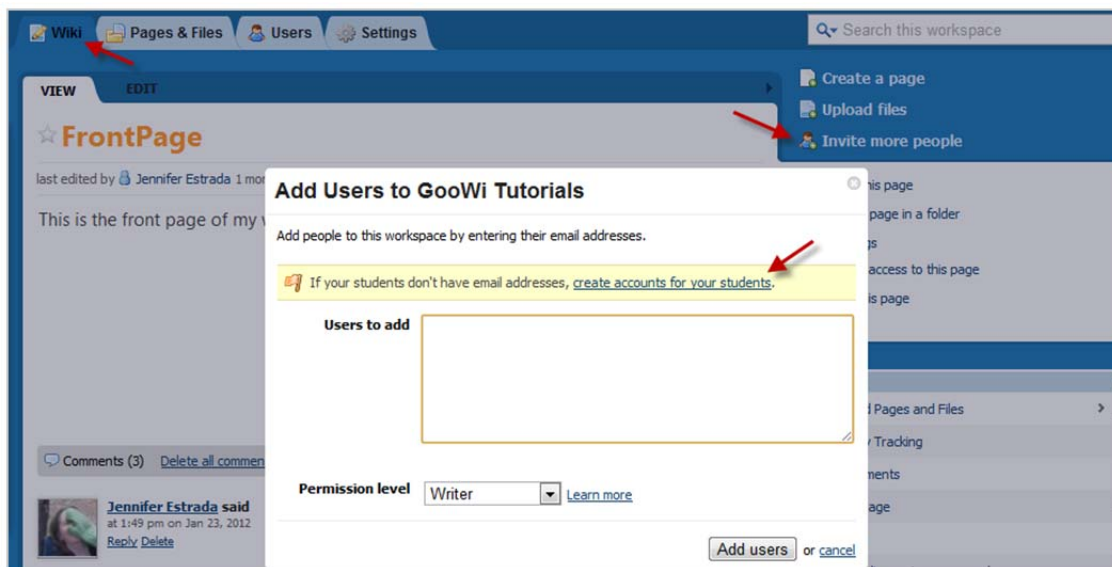 Wiki Pages & Files Users Settings
Search this workspace
VIEW EDIT
Create a page
Upload files
Invite more people
FrontPage
last edited by Jennifer Estrada 1
This is the front page of my
Add Users to GooWi Tutorials
Add people to this workspace by entering their email addresses.
If your students don't have email addresses, create accounts for your students.
Users to add
Permission level Writer Learn more
Add users or cancel
his page
page in a folder
access to this page
is page
Pages and Files
Tracking
Comments (3) Delete all
Jennifer Estrada said
at 1:49 pm on Jan 23, 2012
Reply Delete